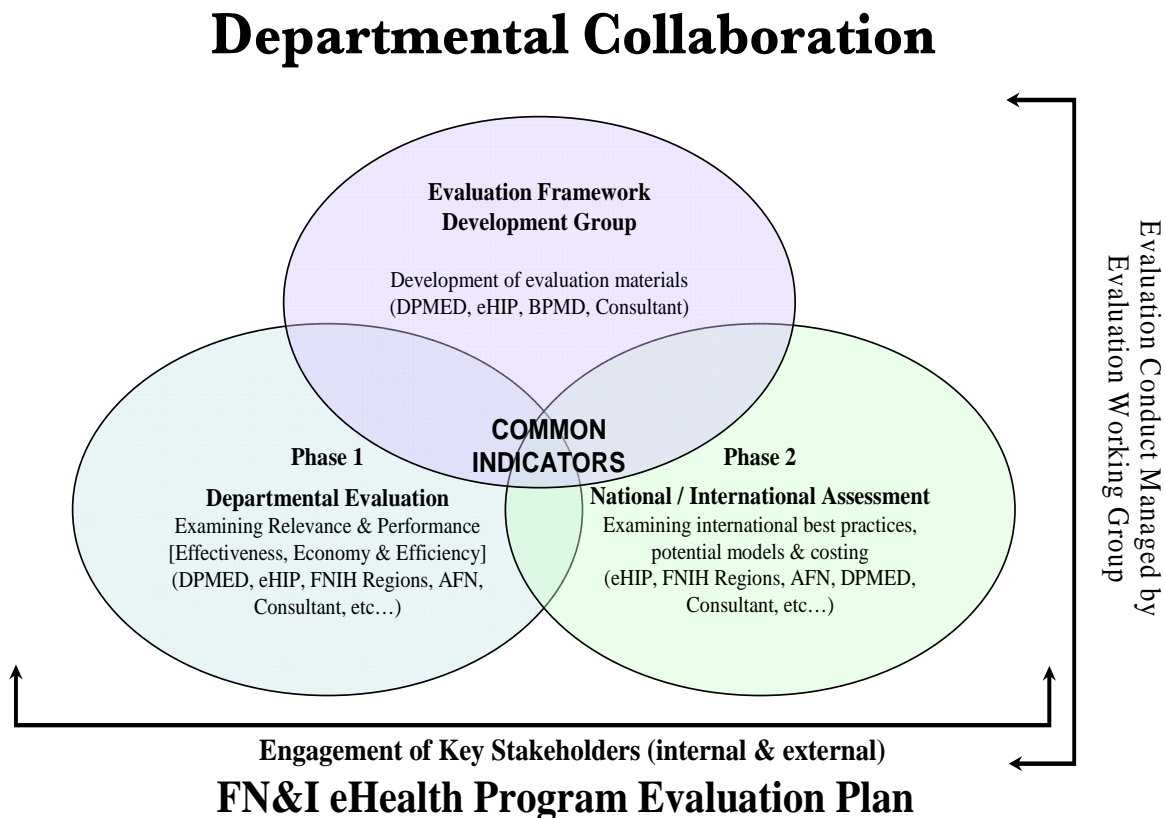 Departmental Collaboration
Evaluation Framework
Development Group
Development of evaluation materials
(DPMED, eHIP, BPMD, Consultant)
COMMON
INDICATORS
Phase 1
Departmental Evaluation
Examining Relevance & Performance
[Effectiveness, Economy & Efficiency]
(DPMED, eHIP, FNIH Regions, AFN,
Consultant, etc…)
Phase 2
National / International Assessment
Examining international best practices,
potential models & costing
(eHIP, FNIH Regions, AFN, DPMED,
Consultant, etc…)
Evaluation Conduct Managed by
Evaluation Working Group
Engagement of Key Stakeholders (internal & external)
FN&I eHealth Program Evaluation Plan